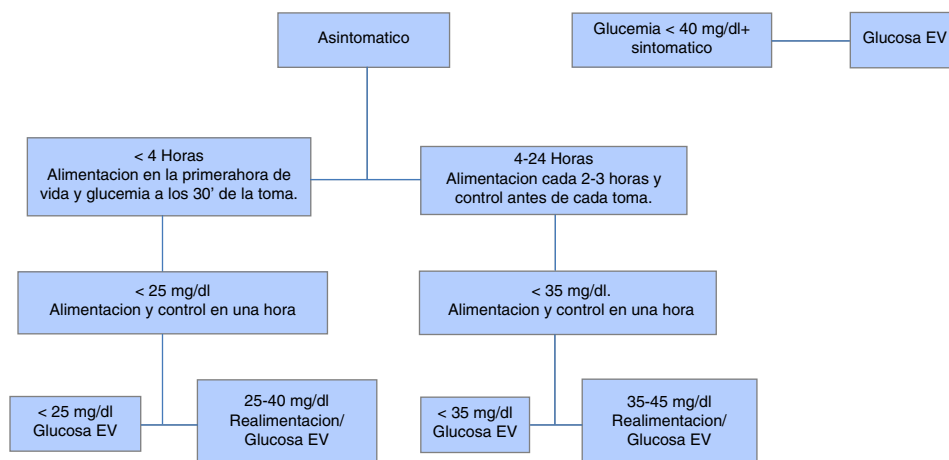 Asintomatico
Glucemia < 40 mg/dl+
sintomatico
Glucosa EV
< 4 Horas
Alimentacion en la primerahora de
vida y glucemia a los 30' de la toma.
4-24 Horas
Alimentacion cada 2-3 horas y
control antes de cada toma.
< 25 mg/dl
Alimentacion y control en una hora
< 35 mg/dl.
Alimentacion y control en una hora
< 25 mg/dl
Glucosa EV
25-40 mg/dl
Realimentacion/
Glucosa EV
< 35 mg/dl
Glucosa EV
35-45 mg/dl
Realimentacion/
Glucosa EV